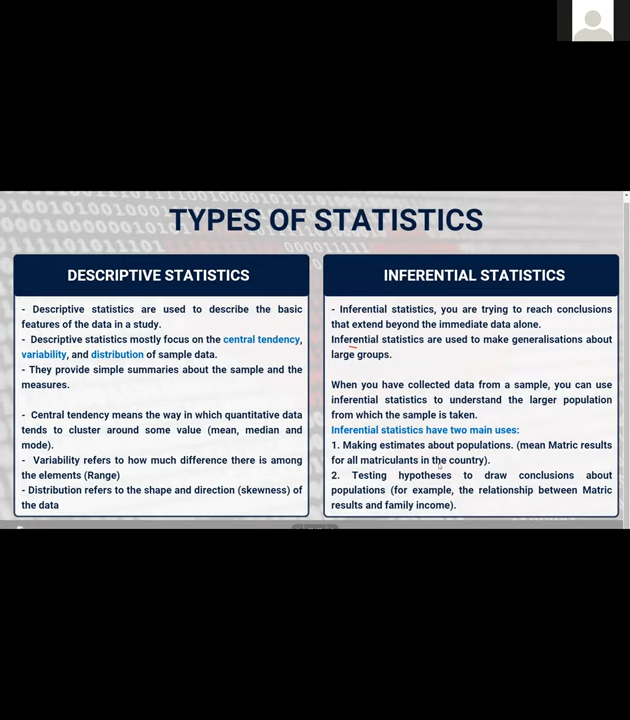 TYPES OF STATISTICS
DESCRIPTIVE STATISTICS
- Descriptive statistics are used to describe the basic
features of the data in a study.
- Descriptive statistics mostly focus on the central tendency,
variability, and distribution of sample data.
- They provide simple summaries about the sample and the
measures.
- Central tendency means the way in which quantitative data
tends to cluster around some value (mean, median and
mode).
- Variability refers to how much difference there is among
the elements (Range)
- Distribution refers to the shape and direction (skewness) of
the data
INFERENTIAL STATISTICS
- Inferential statistics, you are trying to reach conclusions
that extend beyond the immediate data alone.
Inferential statistics are used to make generalisations about
large groups.
When you have collected data from a sample, you can use
inferential statistics to understand the larger population
from which the sample is taken.
Inferential statistics have two main uses:
1. Making estimates about populations. (mean Matric results
for all matriculants in the country).
2. Testing hypotheses to draw conclusions about
populations (for example, the relationship between Matric
results and family income).